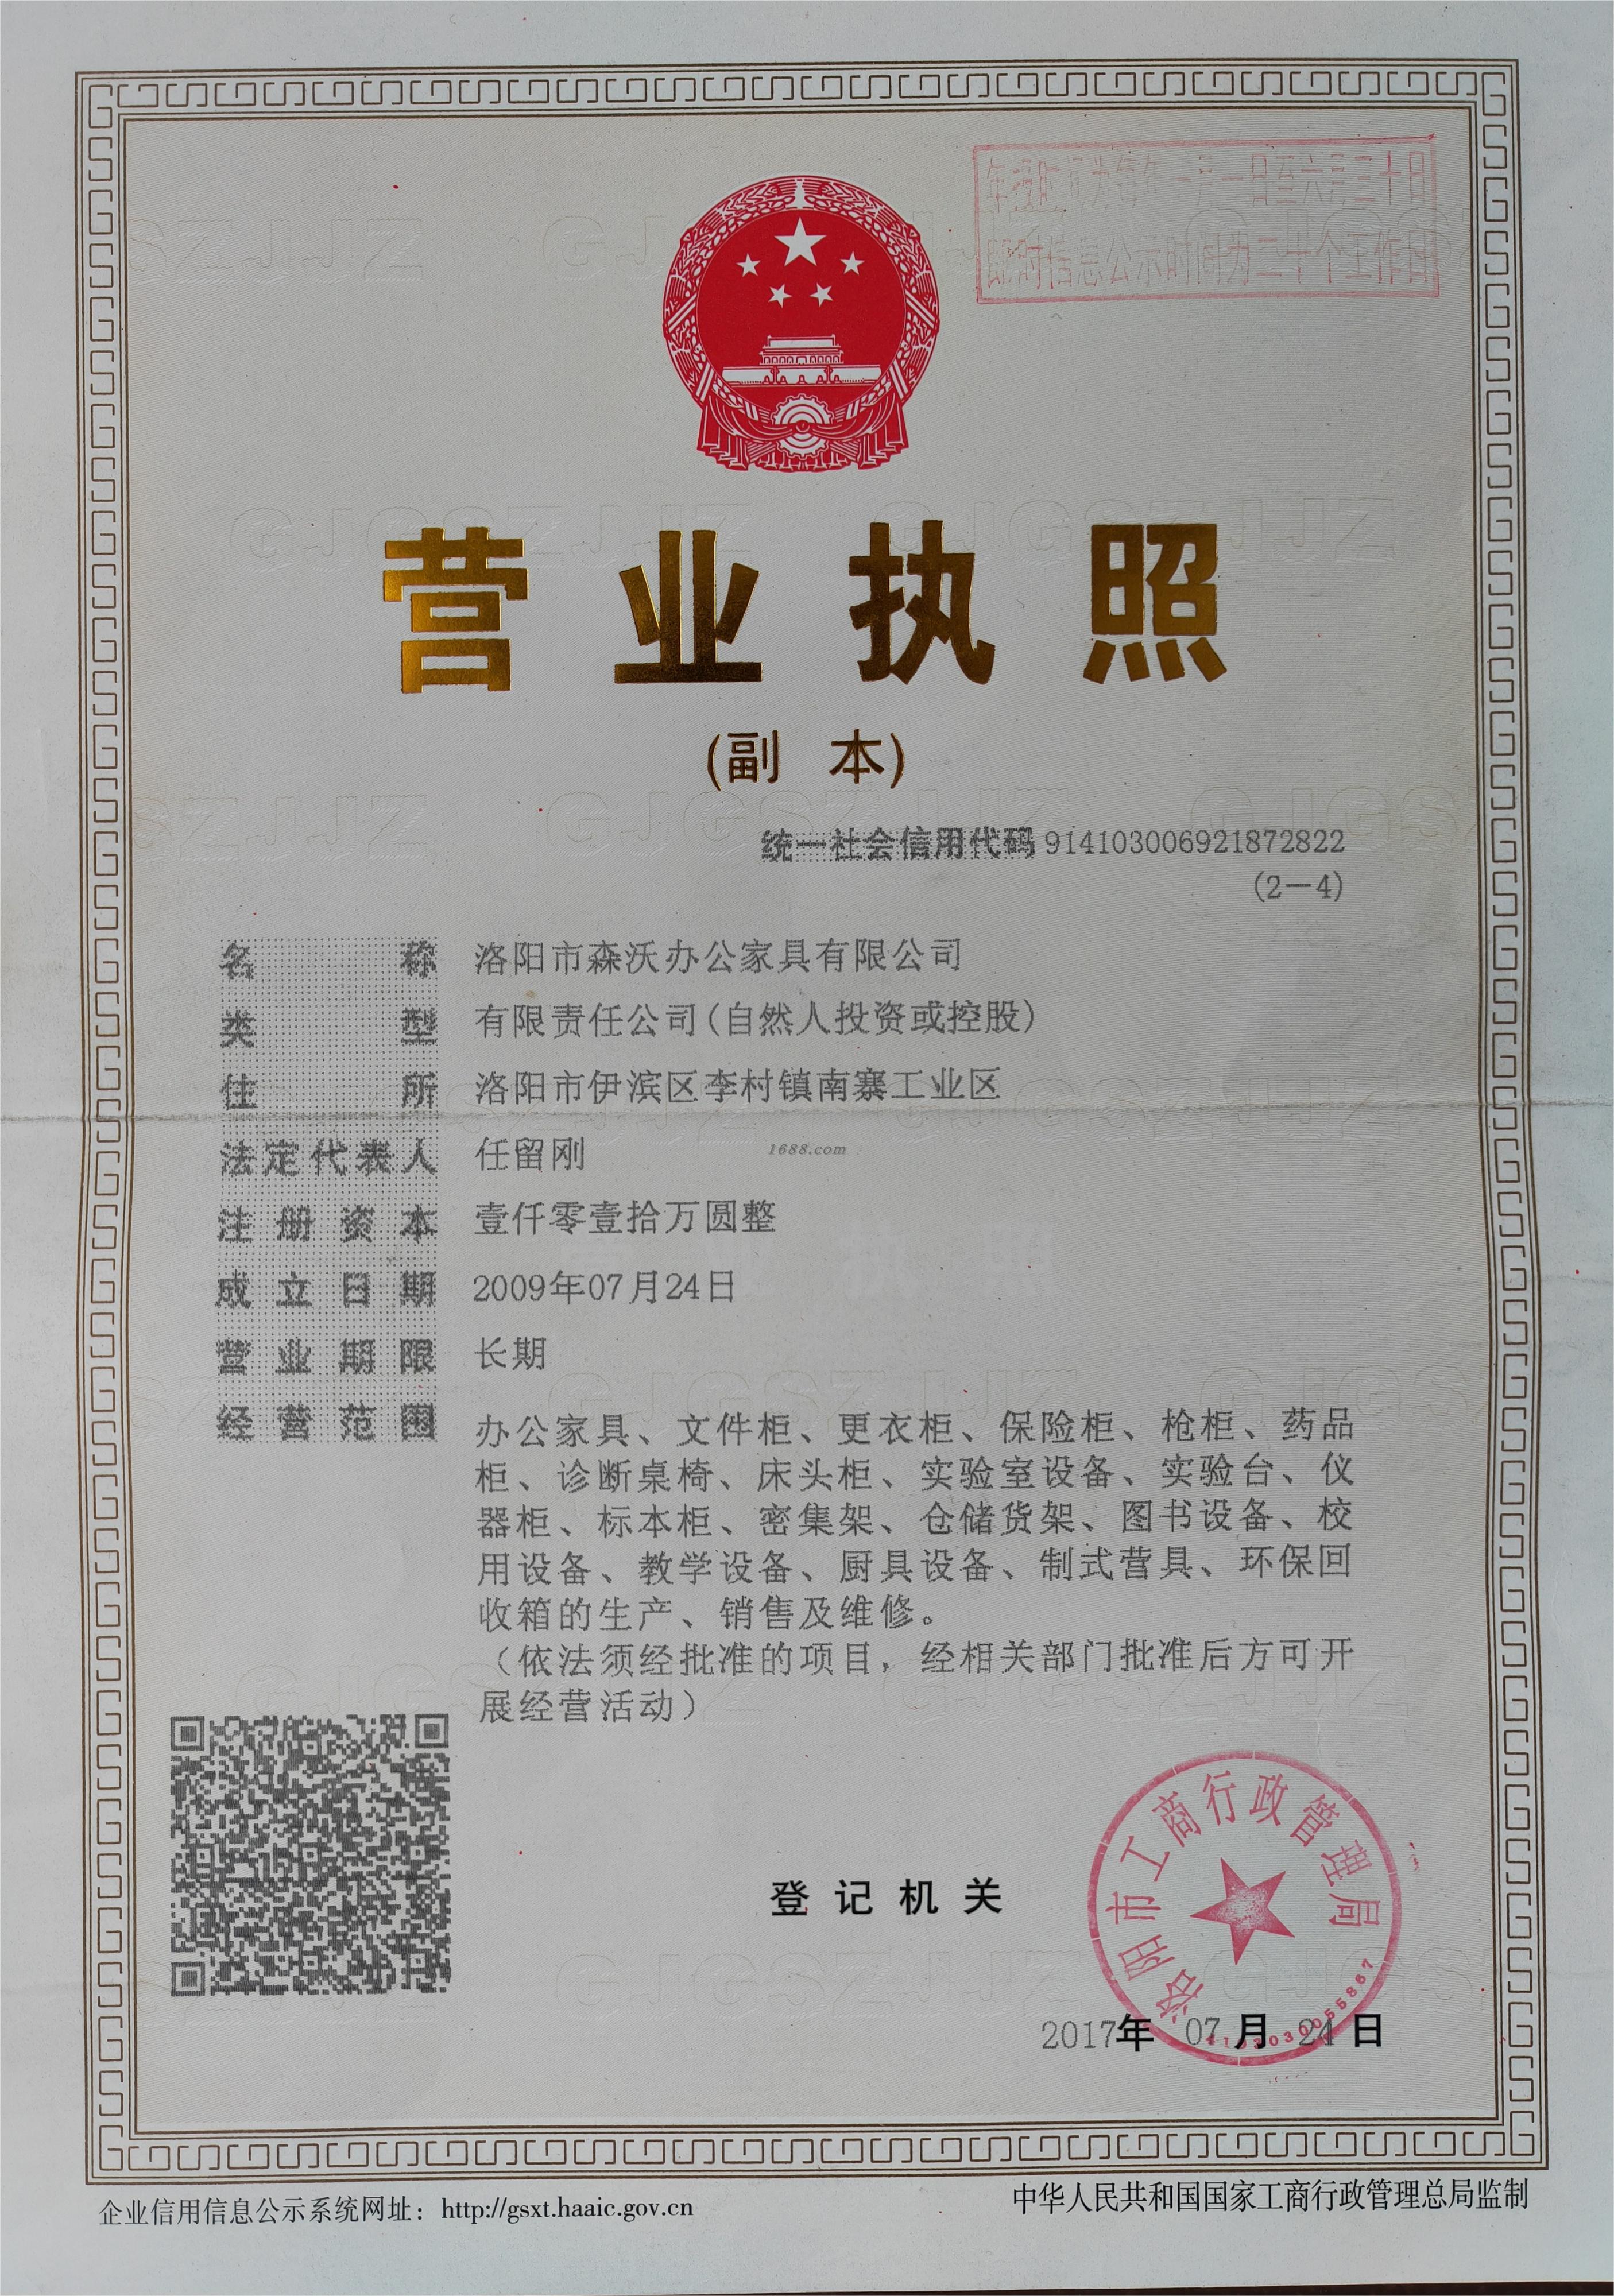 年报时间为每年一月一日至六月三十日
即时信息公示时间为二十个工作日
营业执照
(副 本)
统一社会信用代码 914103006921872822
(2—4)
名称 洛阳市森沃办公家具有限公司
类型 有限责任公司(自然人投资或控股)
住所 洛阳市伊滨区李村镇南寨工业区
法定代表人 任留刚
1688.com
注册资本 壹仟零壹拾万圆整
成立日期 2009年07月24日
营业期限 长期
经营范围 办公家具、文件柜、更衣柜、保险柜、枪柜、药品
柜、诊断桌椅、床头柜、实验室设备、实验台、仪
器柜、标本柜、密集架、仓储货架、图书设备、校
用设备、教学设备、厨具设备、制式营具、环保回
收箱的生产、销售及维修。
（依法须经批准的项目，经相关部门批准后方可开
展经营活动）
登记机关
洛阳市工商行政管理局
2017年 07月 24日
企业信用信息公示系统网址：http://gsxt.haaic.gov.cn
中华人民共和国国家工商行政管理总局监制